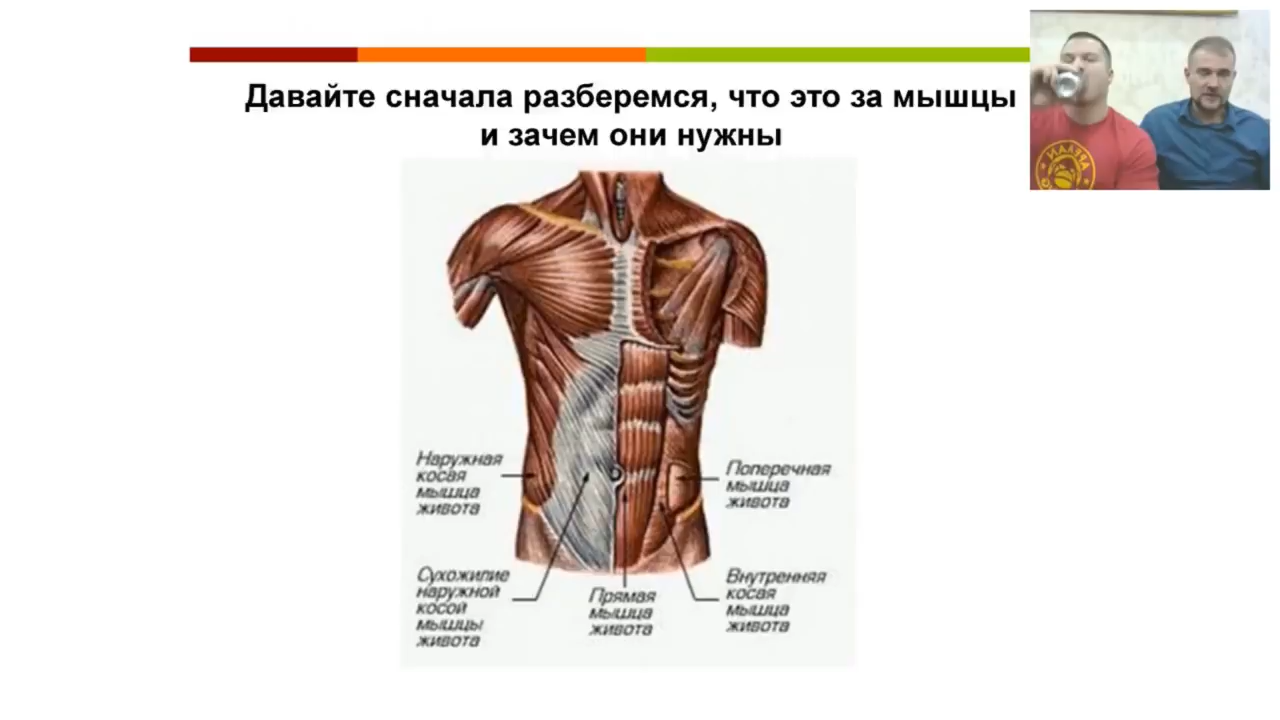 Давайте сначала разберемся, что это за мышцы
и зачем они нужны
Наружная
косая
мышца
живота
Поперечная
мышца
живота
Сухожилие
наружной
косой
мышцы
живота
Прямая
мышца
живота
Внутренняя
косая
мышца
живота